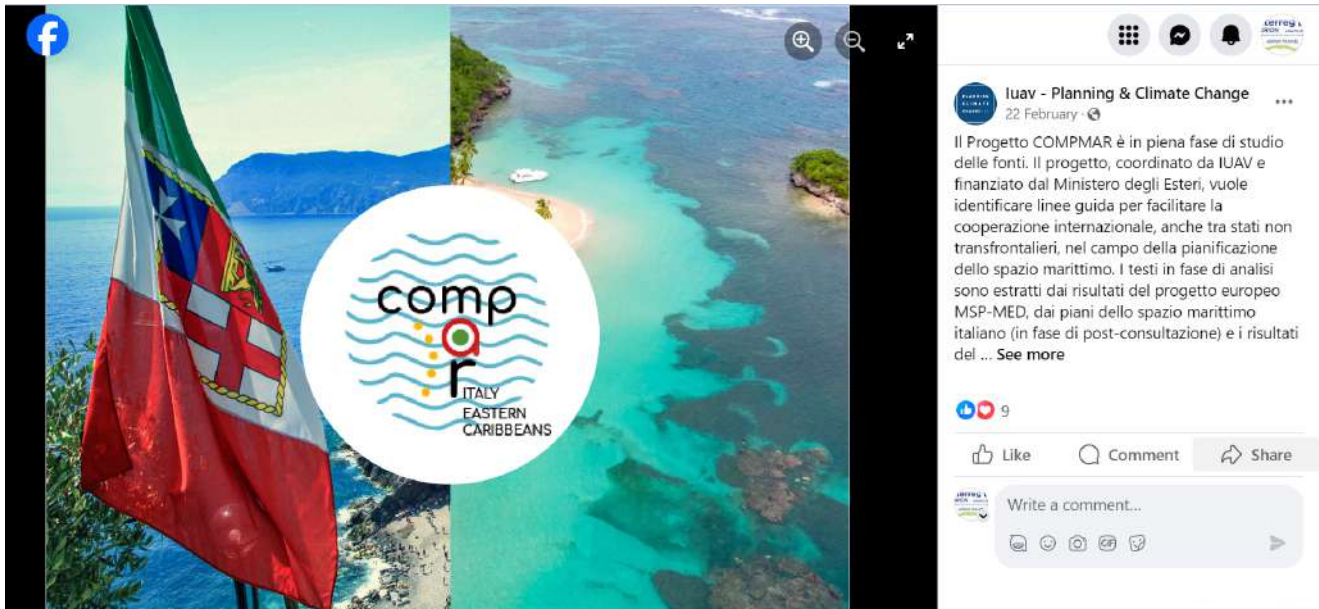 comp
ar
ITALY
EASTERN
CARIBBEANS
Iuav - Planning & Climate Change
22 February
Il Progetto COMPMAR è in piena fase di studio
delle fonti. Il progetto, coordinato da IUAV e
finanziato dal Ministero degli Esteri, vuole
identificare linee guida per facilitare la
cooperazione internazionale, anche tra stati non
transfrontalieri, nel campo della pianificazione
dello spazio marittimo. I testi in fase di analisi
sono estratti dai risultati del progetto europeo
MSP-MED, dai piani dello spazio marittimo
italiano (in fase di post-consultazione) e i risultati
del ... See more
9
Like Comment Share
Write a comment...
GIF